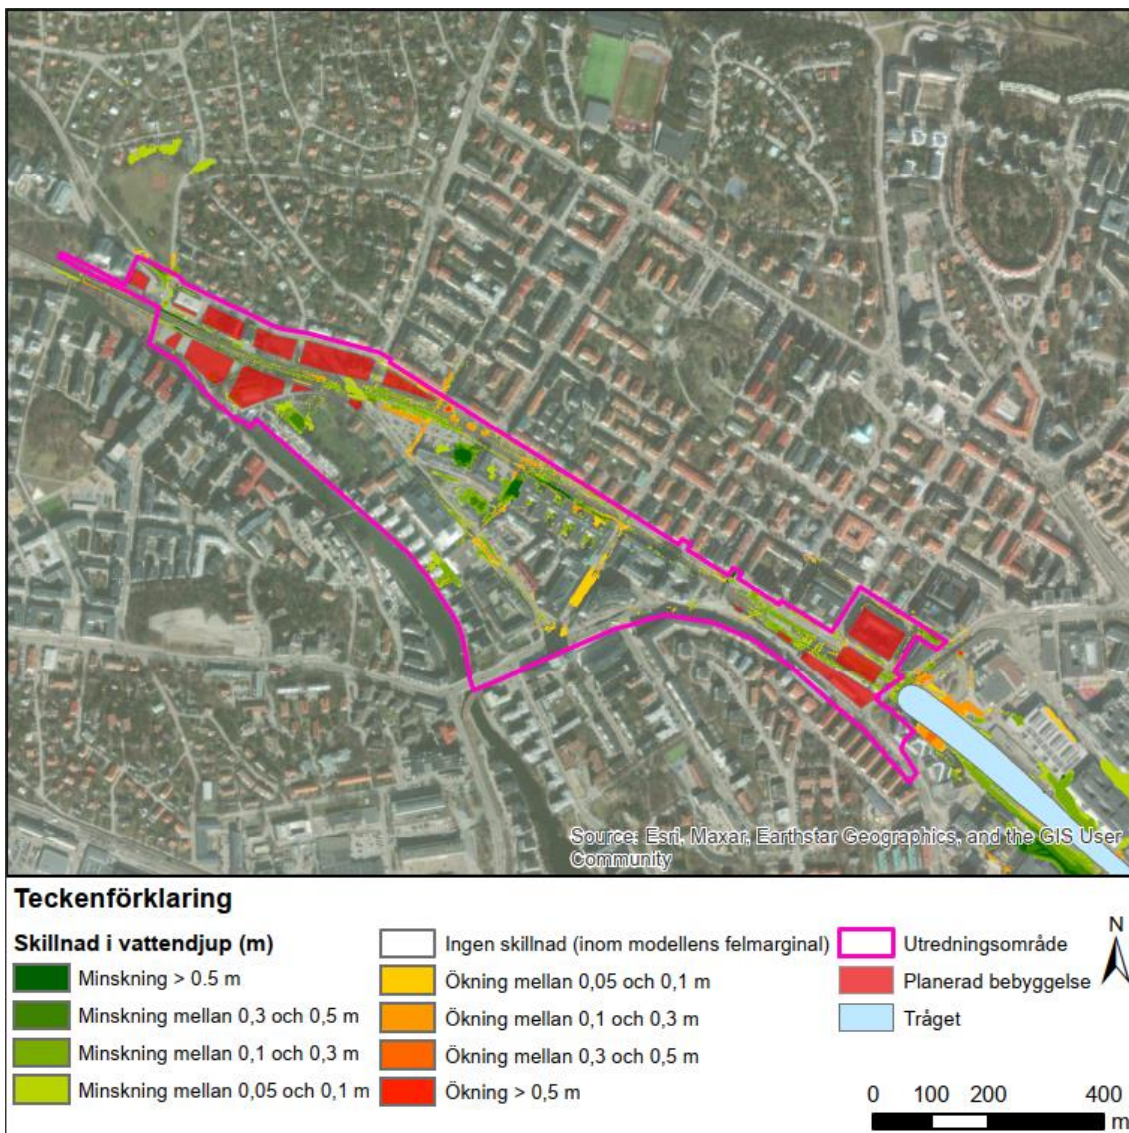 Source: Esri, Maxar, Earthstar Geographics, and the GIS User
Community
Teckenförklaring
Skillnad i vattendjup (m)
Minskning > 0.5 m
Minskning mellan 0,3 och 0,5 m
Minskning mellan 0,1 och 0,3 m
Minskning mellan 0,05 och 0,1 m
Ingen skillnad (inom modellens felmarginal)
Ökning mellan 0,05 och 0,1 m
Ökning mellan 0,1 och 0,3 m
Ökning mellan 0,3 och 0,5 m
Ökning > 0,5 m
Utredningsområde
Planerad bebyggelse
Tråget
N
0 100 200 400
m